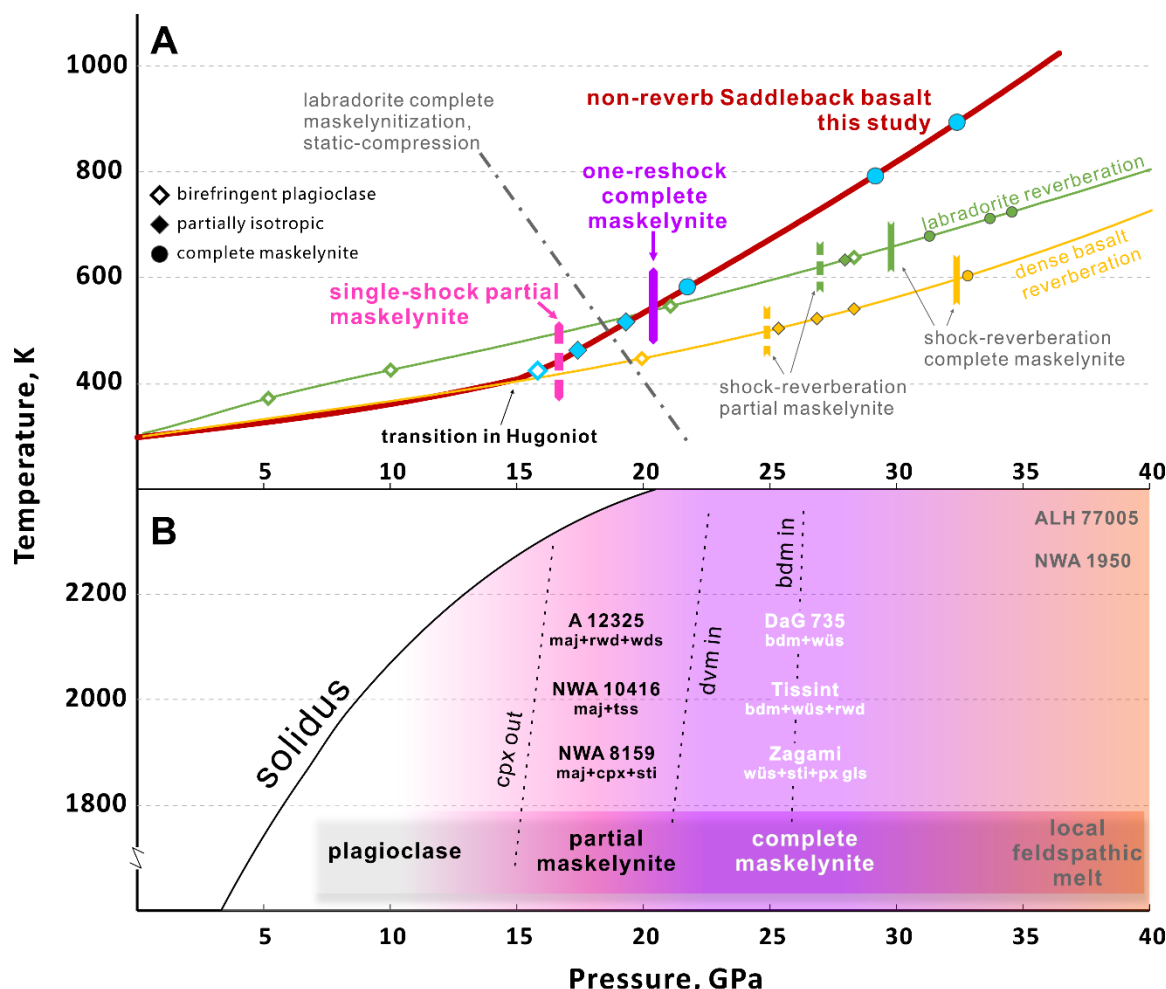 A
1000
800
600
400
labradorite complete
maskelynitization,
static-compression
non-reverb Saddleback basalt
this study
birefringent plagioclase
partially isotropic
complete maskelynite
one-reshock
complete
maskelynite
single-shock partial
maskelynite
labradorite reverberation
dense basalt
reverberation
shock-reverberation
complete maskelynite
shock-reverberation
partial maskelynite
transition in Hugoniot
5 10 15 20 25 30 35 40
Temperature, K
B
2200
2000
1800
solidus
cpx out
dvm in
bdm in
ALH 77005
NWA 1950
A 12325
maj+rwd+wds
DaG 735
bdm+wüs
NWA 10416
maj+tss
Tissint
bdm+wüs+rwd
NWA 8159
maj+cpx+sti
Zagami
wüs+sti+px gls
plagioclase
partial
maskelynite
complete
maskelynite
local
feldspathic
melt
5 10 15 20 25 30 35 40
Pressure, GPa